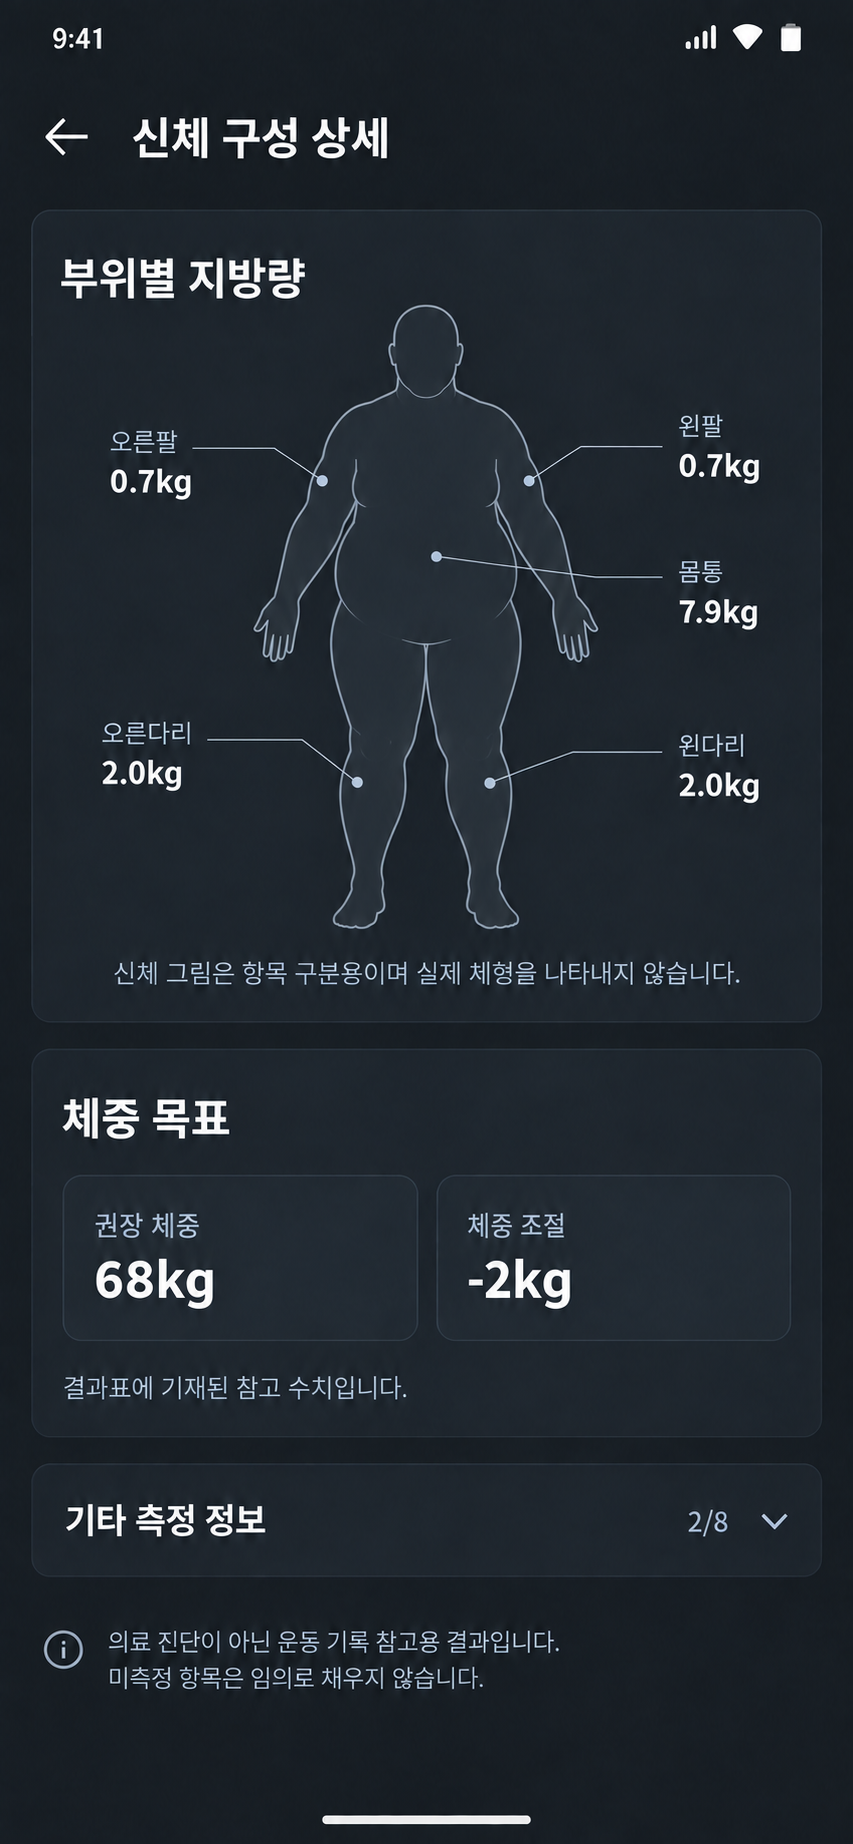 9:41
신체 구성 상세
부위별 지방량
오른팔
0.7kg
왼팔
0.7kg
몸통
7.9kg
오른다리
2.0kg
왼다리
2.0kg
신체 그림은 항목 구분용이며 실제 체형을 나타내지 않습니다.
체중 목표
권장 체중
68kg
체중 조절
-2kg
결과표에 기재된 참고 수치입니다.
기타 측정 정보
2/8
의료 진단이 아닌 운동 기록 참고용 결과입니다.
미측정 항목은 임의로 채우지 않습니다.